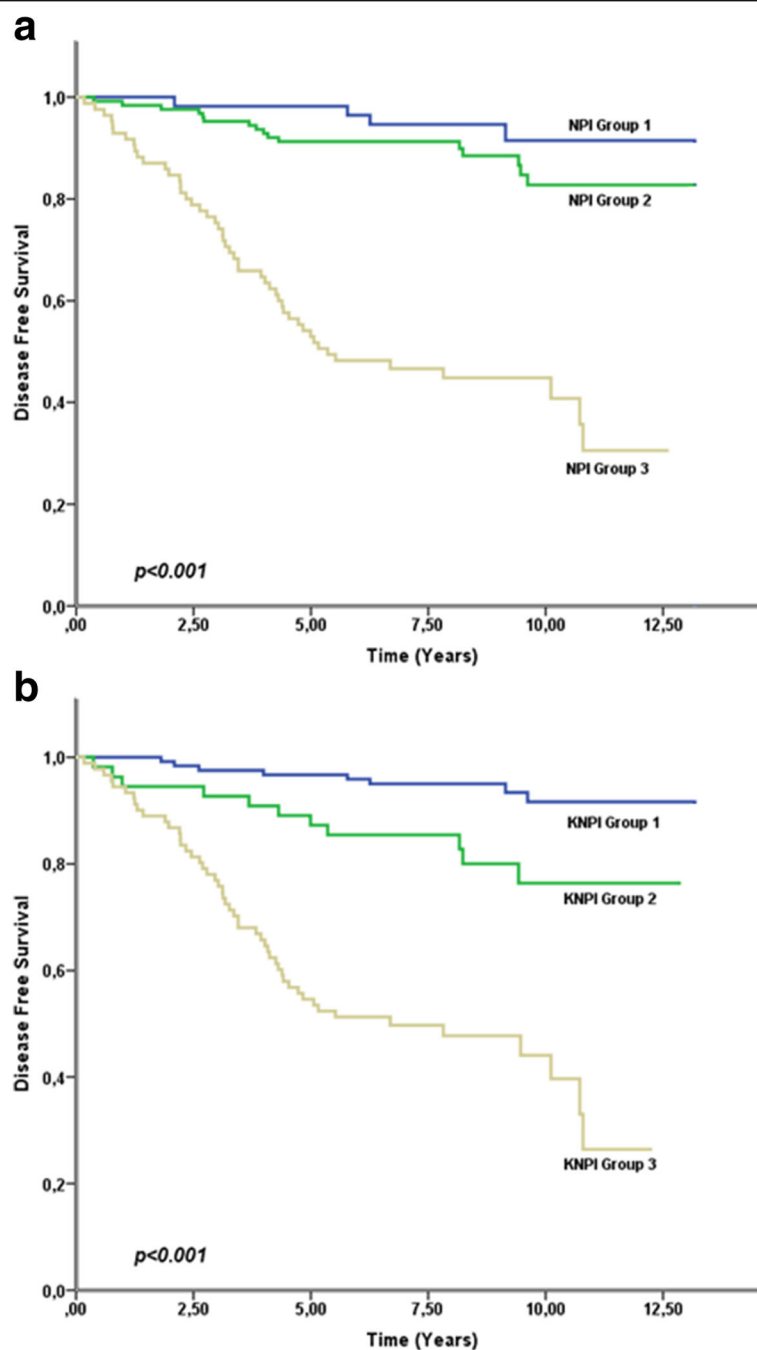 a
Disease Free Survival
1,0
0,8
0,6
0,4
0,2
0,0
NPI Group 1
NPI Group 2
NPI Group 3
p<0.001
,00 2,50 5,00 7,50 10,00 12,50
Time (Years)
b
Disease Free Survival
1,0
0,8
0,6
0,4
0,2
0,0
KNPI Group 1
KNPI Group 2
KNPI Group 3
p<0.001
,00 2,50 5,00 7,50 10,00 12,50
Time (Years)